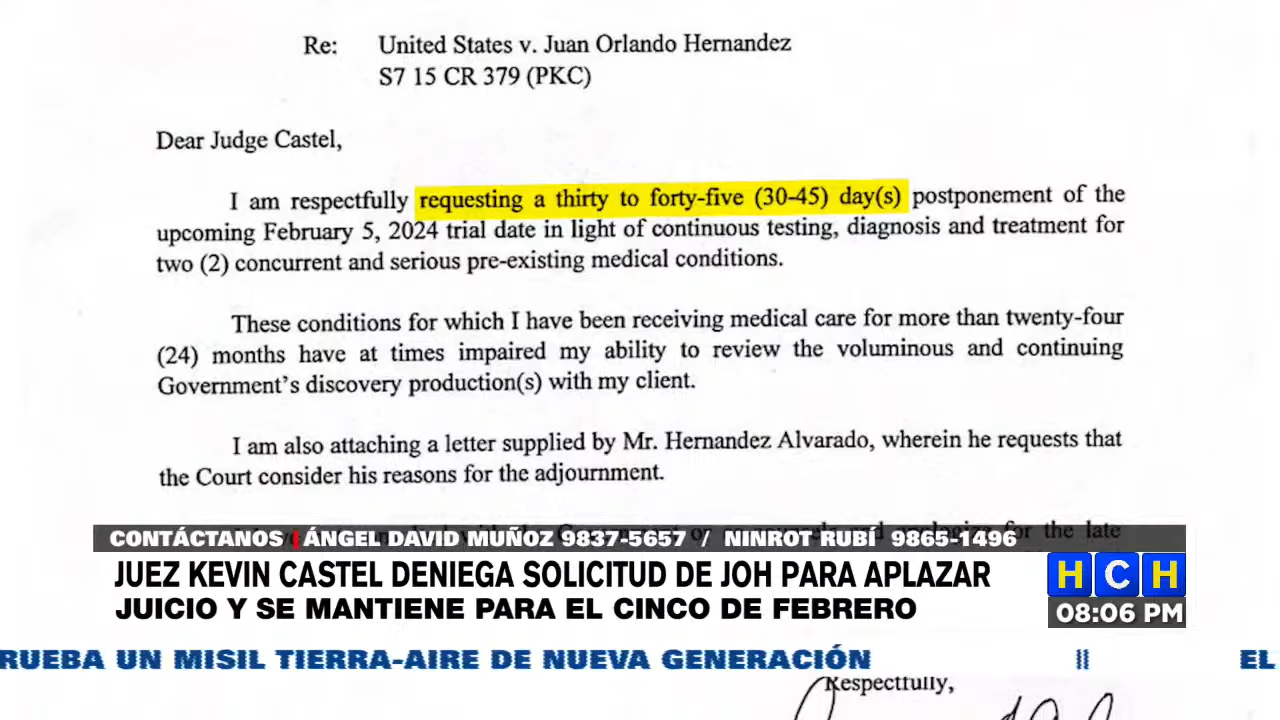 Re: United States v. Juan Orlando Hernandez
S7 15 CR 379 (PKC)
Dear Judge Castel,
I am respectfully requesting a thirty to forty-five (30-45) day(s) postponement of the
upcoming February 5, 2024 trial date in light of continuous testing, diagnosis and treatment for
two (2) concurrent and serious pre-existing medical conditions.
These conditions for which I have been receiving medical care for more than twenty-four
(24) months have at times impaired my ability to review the voluminous and continuing
Government's discovery production(s) with my client.
I am also attaching a letter supplied by Mr. Hernandez Alvarado, wherein he requests that
the Court consider his reasons for the adjournment.
for the late
CONTÁCTANOS | ÁNGEL DAVID MUÑOZ 9837-5657 / NINROT RUBÍ 9865-1496
JUEZ KEVIN CASTEL DENIEGA SOLICITUD DE JOH PARA APLAZAR
JUICIO Y SE MANTIENE PARA EL CINCO DE FEBRERO
HCH
08:06 PM
RUEBA UN MISIL TIERRA-AIRE DE NUEVA GENERACIÓN || EL
Respectfully,